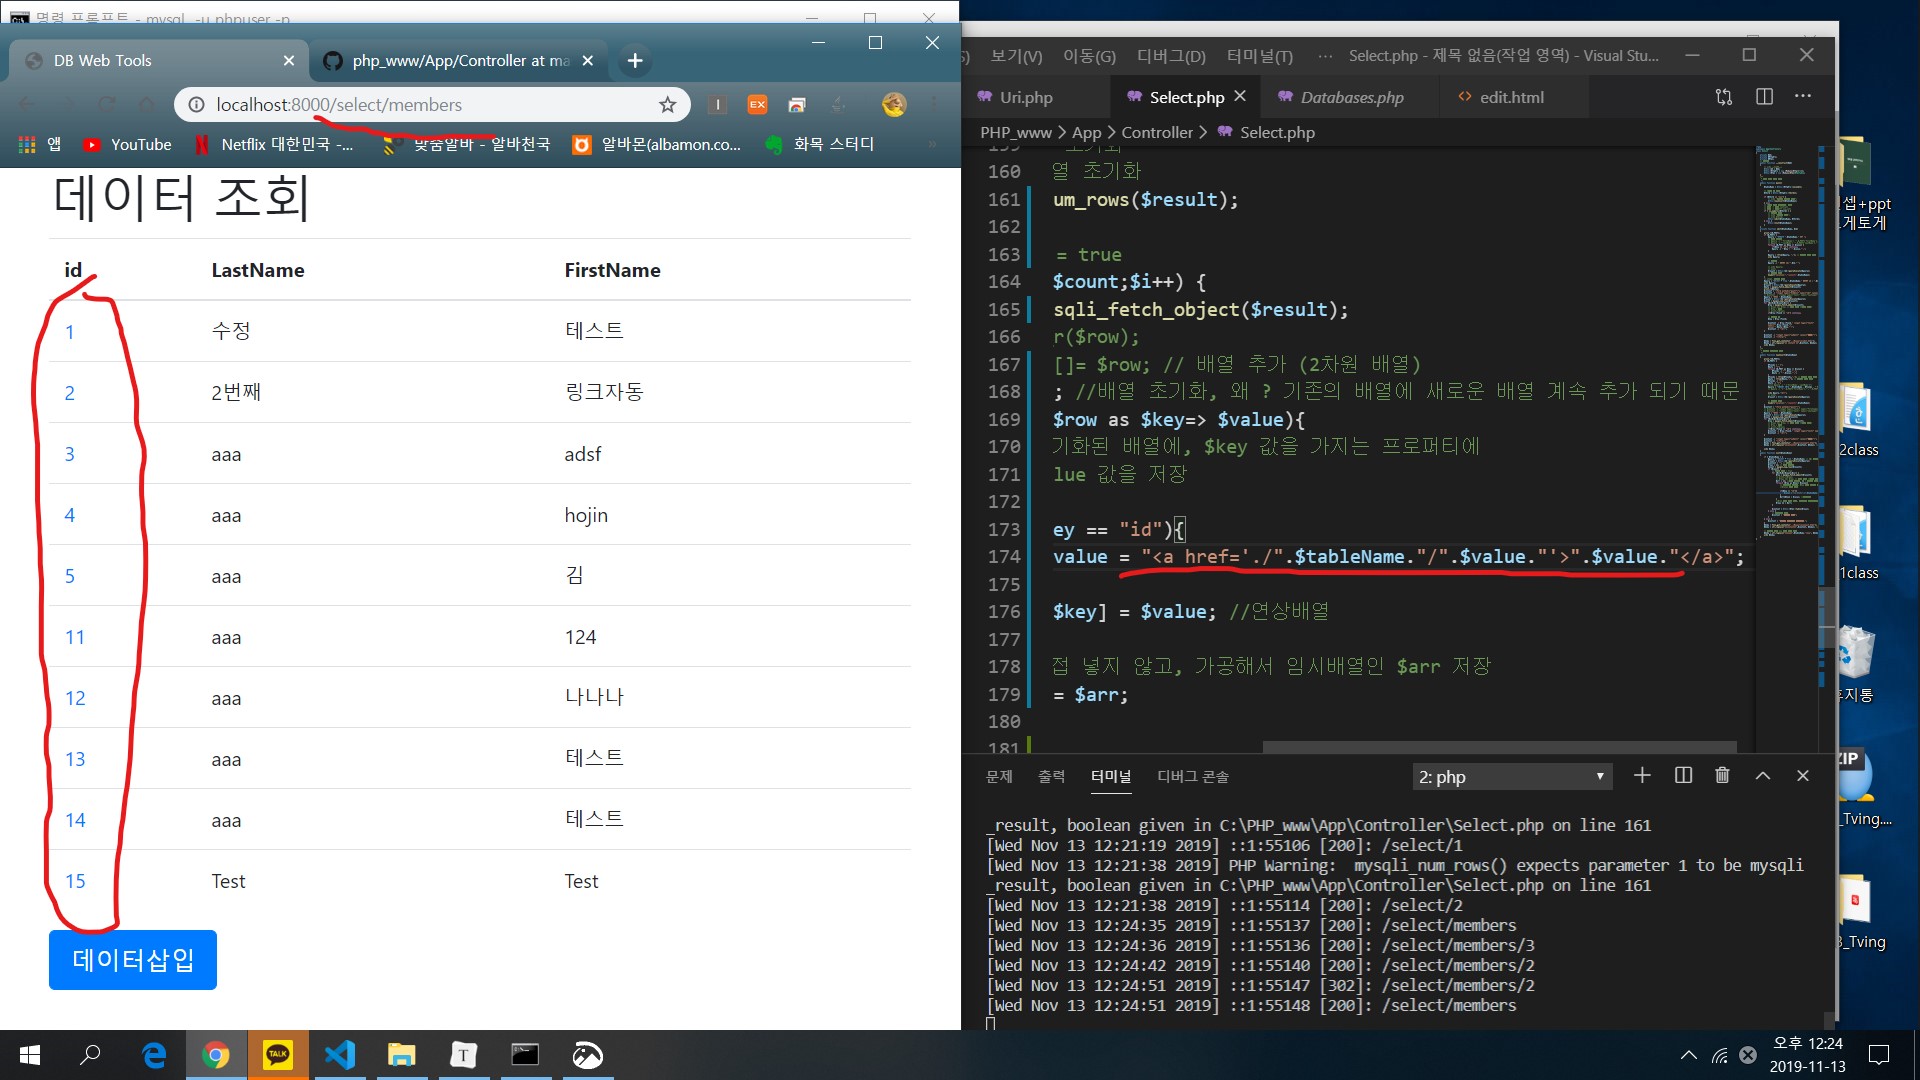 명령 프롬프트 - mysql -u phpuser -p
DB Web Tools
php_www/App/Controller at ma
localhost:8000/select/members
앱
YouTube
Netflix 대한민국 -...
맞춤알바 - 알바천국
알바몬(albamon.co...
화목 스터디
데이터 조회
id LastName FirstName
1 수정 테스트
2 2번째 링크자동
3 aaa adsf
4 aaa hojin
5 aaa 김
11 aaa 124
12 aaa 나나나
13 aaa 테스트
14 aaa 테스트
15 Test Test
데이터삽입
보기(V) 이동(G) 디버그(D) 터미널(T) ··· Select.php - 제목 없음(작업 영역) - Visual Stu...
Uri.php
Select.php
Databases.php
edit.html
PHP_www > App > Controller > Select.php
159 초기화
160 열 초기화
161 um_rows($result);
162
163 = true
164 $count;$i++) {
165 sqli_fetch_object($result);
166 r($row);
167 []= $row; // 배열 추가 (2차원 배열)
168 ; //배열 초기화, 왜 ? 기존의 배열에 새로운 배열 계속 추가 되기 때문
169 $row as $key=> $value){
170 기화된 배열에, $key 값을 가지는 프로퍼티에
171 lue 값을 저장
172
173 ey == "id"){
174 value = "<a href='./".$tableName."/".$value."'>".$value."</a>";
175
176 $key] = $value; //연상배열
177
178 접 넣지 않고, 가공해서 임시배열인 $arr 저장
179 = $arr;
180
181
문제 출력 터미널 디버그 콘솔
2: php
_result, boolean given in C:\PHP_www\App\Controller\Select.php on line 161
[Wed Nov 13 12:21:19 2019] ::1:55106 [200]: /select/1
[Wed Nov 13 12:21:38 2019] PHP Warning:  mysqli_num_rows() expects parameter 1 to be mysqli
_result, boolean given in C:\PHP_www\App\Controller\Select.php on line 161
[Wed Nov 13 12:21:38 2019] ::1:55114 [200]: /select/2
[Wed Nov 13 12:24:35 2019] ::1:55137 [200]: /select/members
[Wed Nov 13 12:24:36 2019] ::1:55136 [200]: /select/members/3
[Wed Nov 13 12:24:42 2019] ::1:55140 [200]: /select/members/2
[Wed Nov 13 12:24:51 2019] ::1:55147 [302]: /select/members/2
[Wed Nov 13 12:24:51 2019] ::1:55148 [200]: /select/members
셉+ppt
게토게
2class
1class
휴지통
ZIP
_Tving....
3_Tving
TALK
오후 12:24
2019-11-13